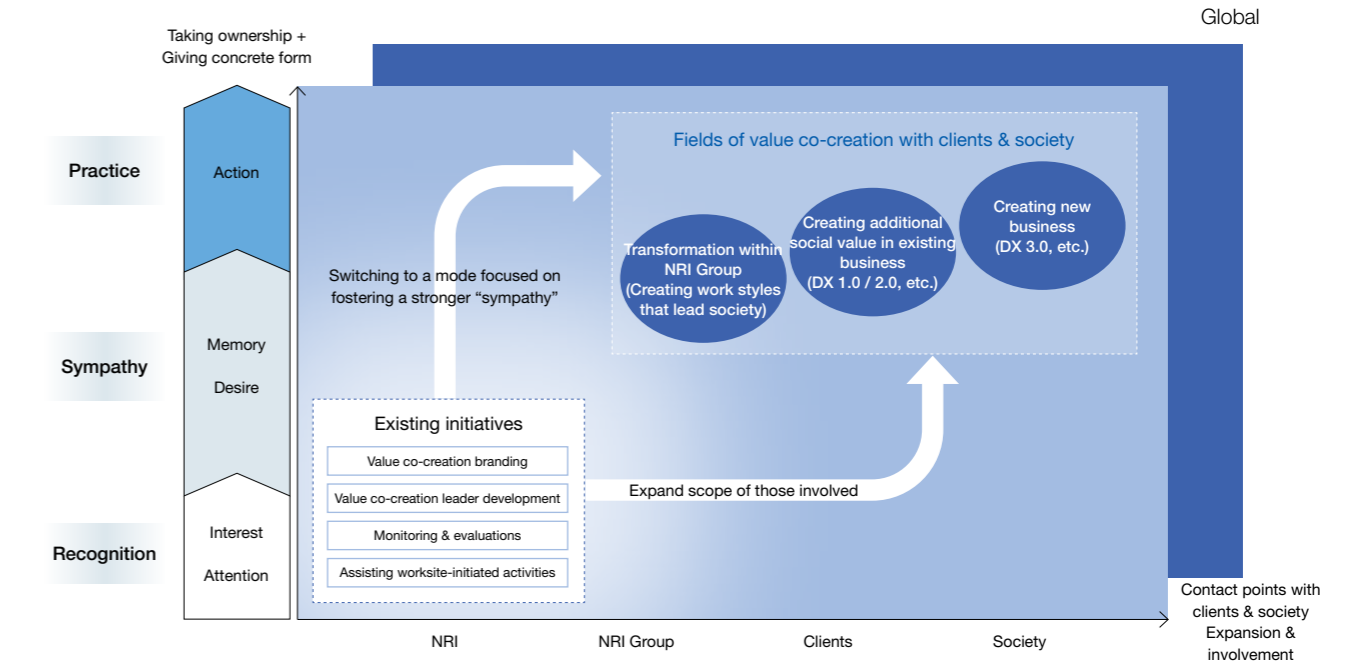 Global
Taking ownership +
Giving concrete form
Practice
Action
Sympathy
Memory
Desire
Recognition
Interest
Attention
Switching to a mode focused on
fostering a stronger “sympathy”
Existing initiatives
Value co-creation branding
Value co-creation leader development
Monitoring & evaluations
Assisting worksite-initiated activities
Expand scope of those involved
Fields of value co-creation with clients & society
Transformation within
NRI Group
(Creating work styles
that lead society)
Creating additional
social value in existing
business
(DX 1.0 / 2.0, etc.)
Creating new
business
(DX 3.0, etc.)
NRI
NRI Group
Clients
Society
Contact points with
clients & society
Expansion &
involvement